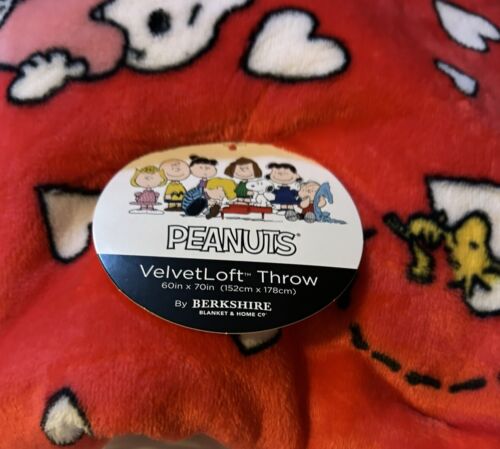 PEANUTS®
VelvetLoft™ Throw
60in x 70in (152cm x 178cm)
By BERKSHIRE
BLANKET & HOME CO®